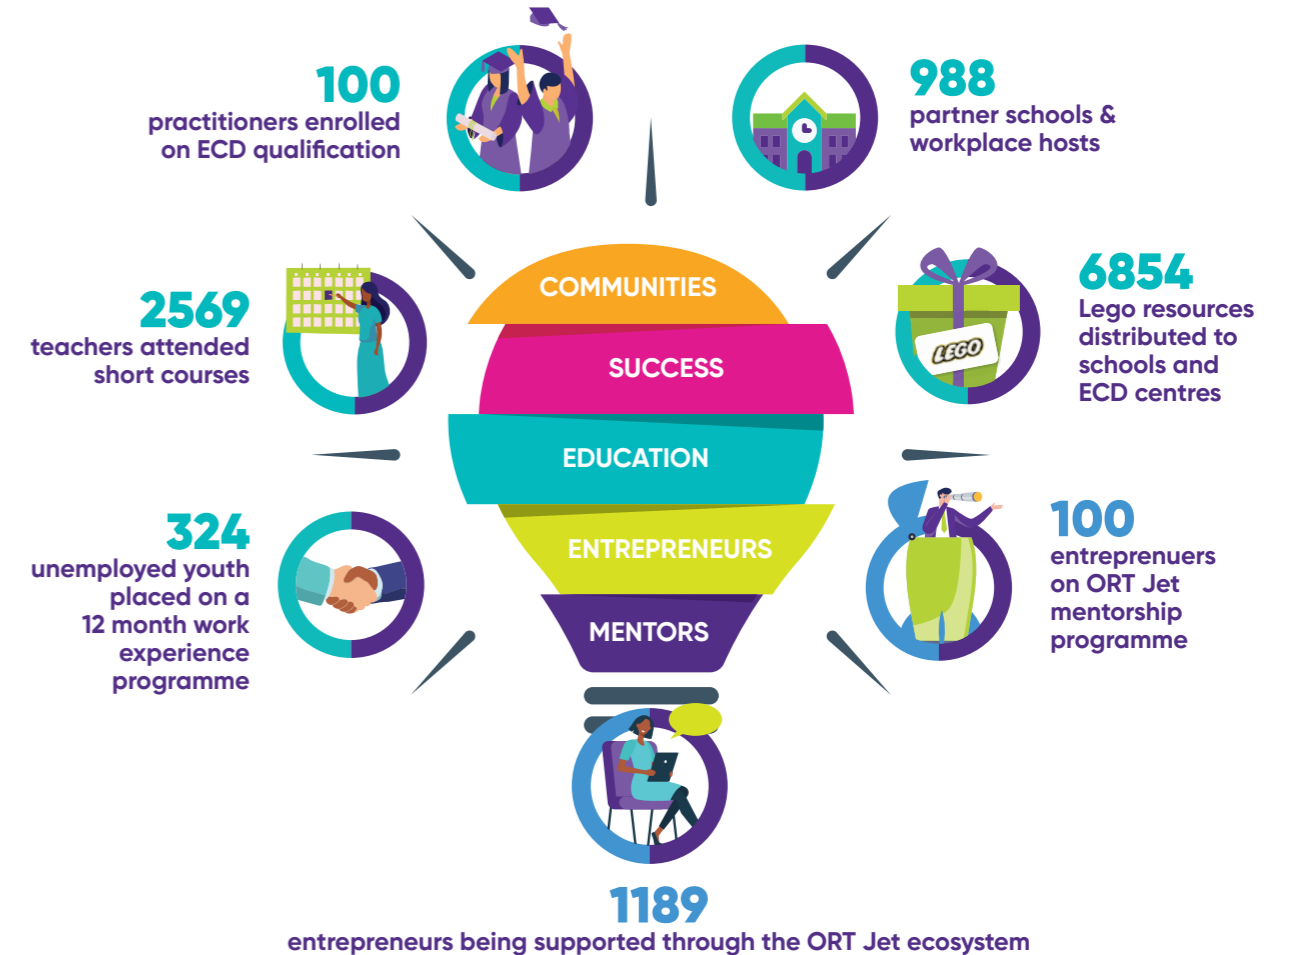 100
practitioners enrolled
on ECD qualification
988
partner schools &
workplace hosts
2569
teachers attended
short courses
6854
Lego resources
distributed to
schools and
ECD centres
LEGO
324
unemployed youth
placed on a
12 month work
experience
programme
100
entreprenuers
on ORT Jet
mentorship
programme
COMMUNITIES
SUCCESS
EDUCATION
ENTREPRENEURS
MENTORS
1189
entrepreneurs being supported through the ORT Jet ecosystem